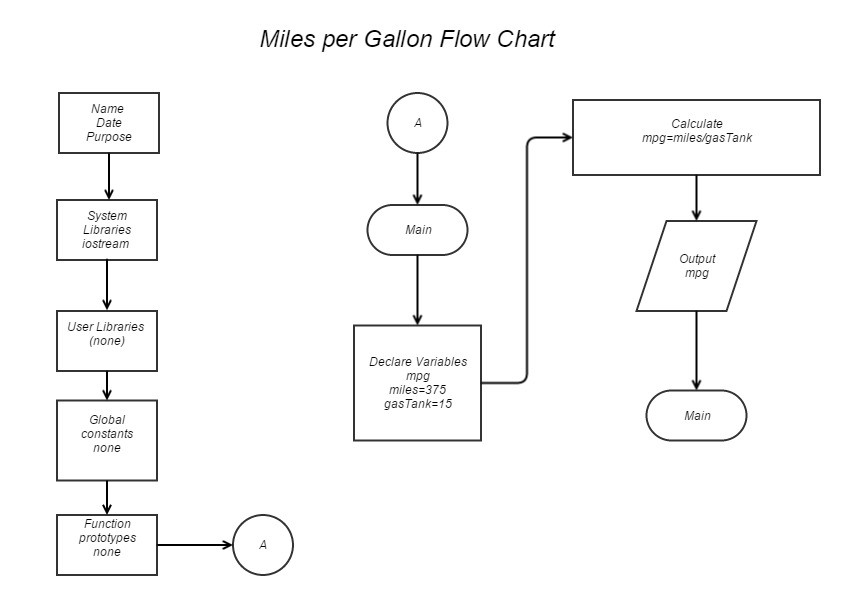 Miles per Gallon Flow Chart
Name
Date
Purpose
System
Libraries
iostream
User Libraries
(none)
Global
constants
none
Function
prototypes
none
A
A
Main
Declare Variables
mpg
miles=375
gasTank=15
Calculate
mpg=miles/gasTank
Output
mpg
Main